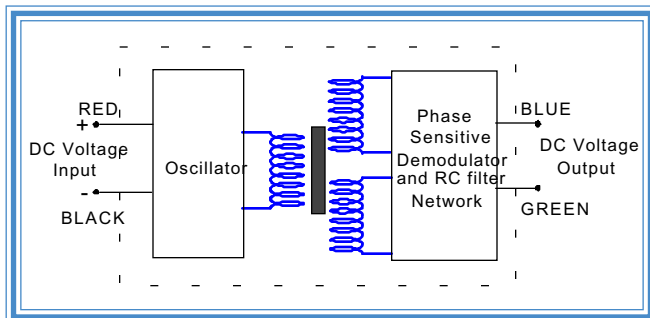 RED
+
DC Voltage
Input
-
BLACK
Oscillator
Phase
Sensitive
Demodulator
and RC filter
Network
BLUE
DC Voltage
Output
GREEN